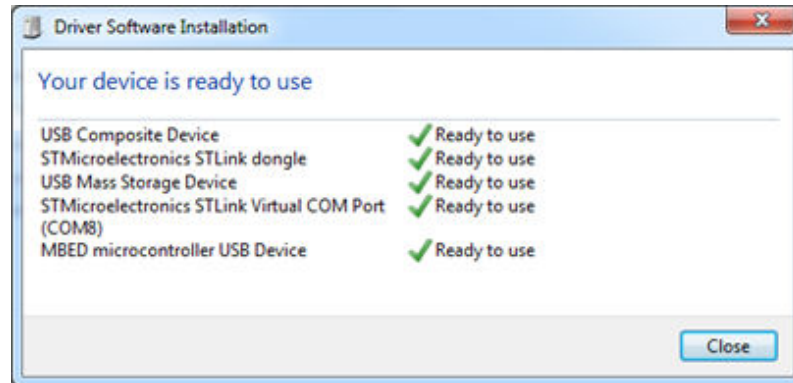 Driver Software Installation
Your device is ready to use
USB Composite Device Ready to use
STMicroelectronics STLink dongle Ready to use
USB Mass Storage Device Ready to use
STMicroelectronics STLink Virtual COM Port Ready to use
(COM8)
MBED microcontroller USB Device Ready to use
Close